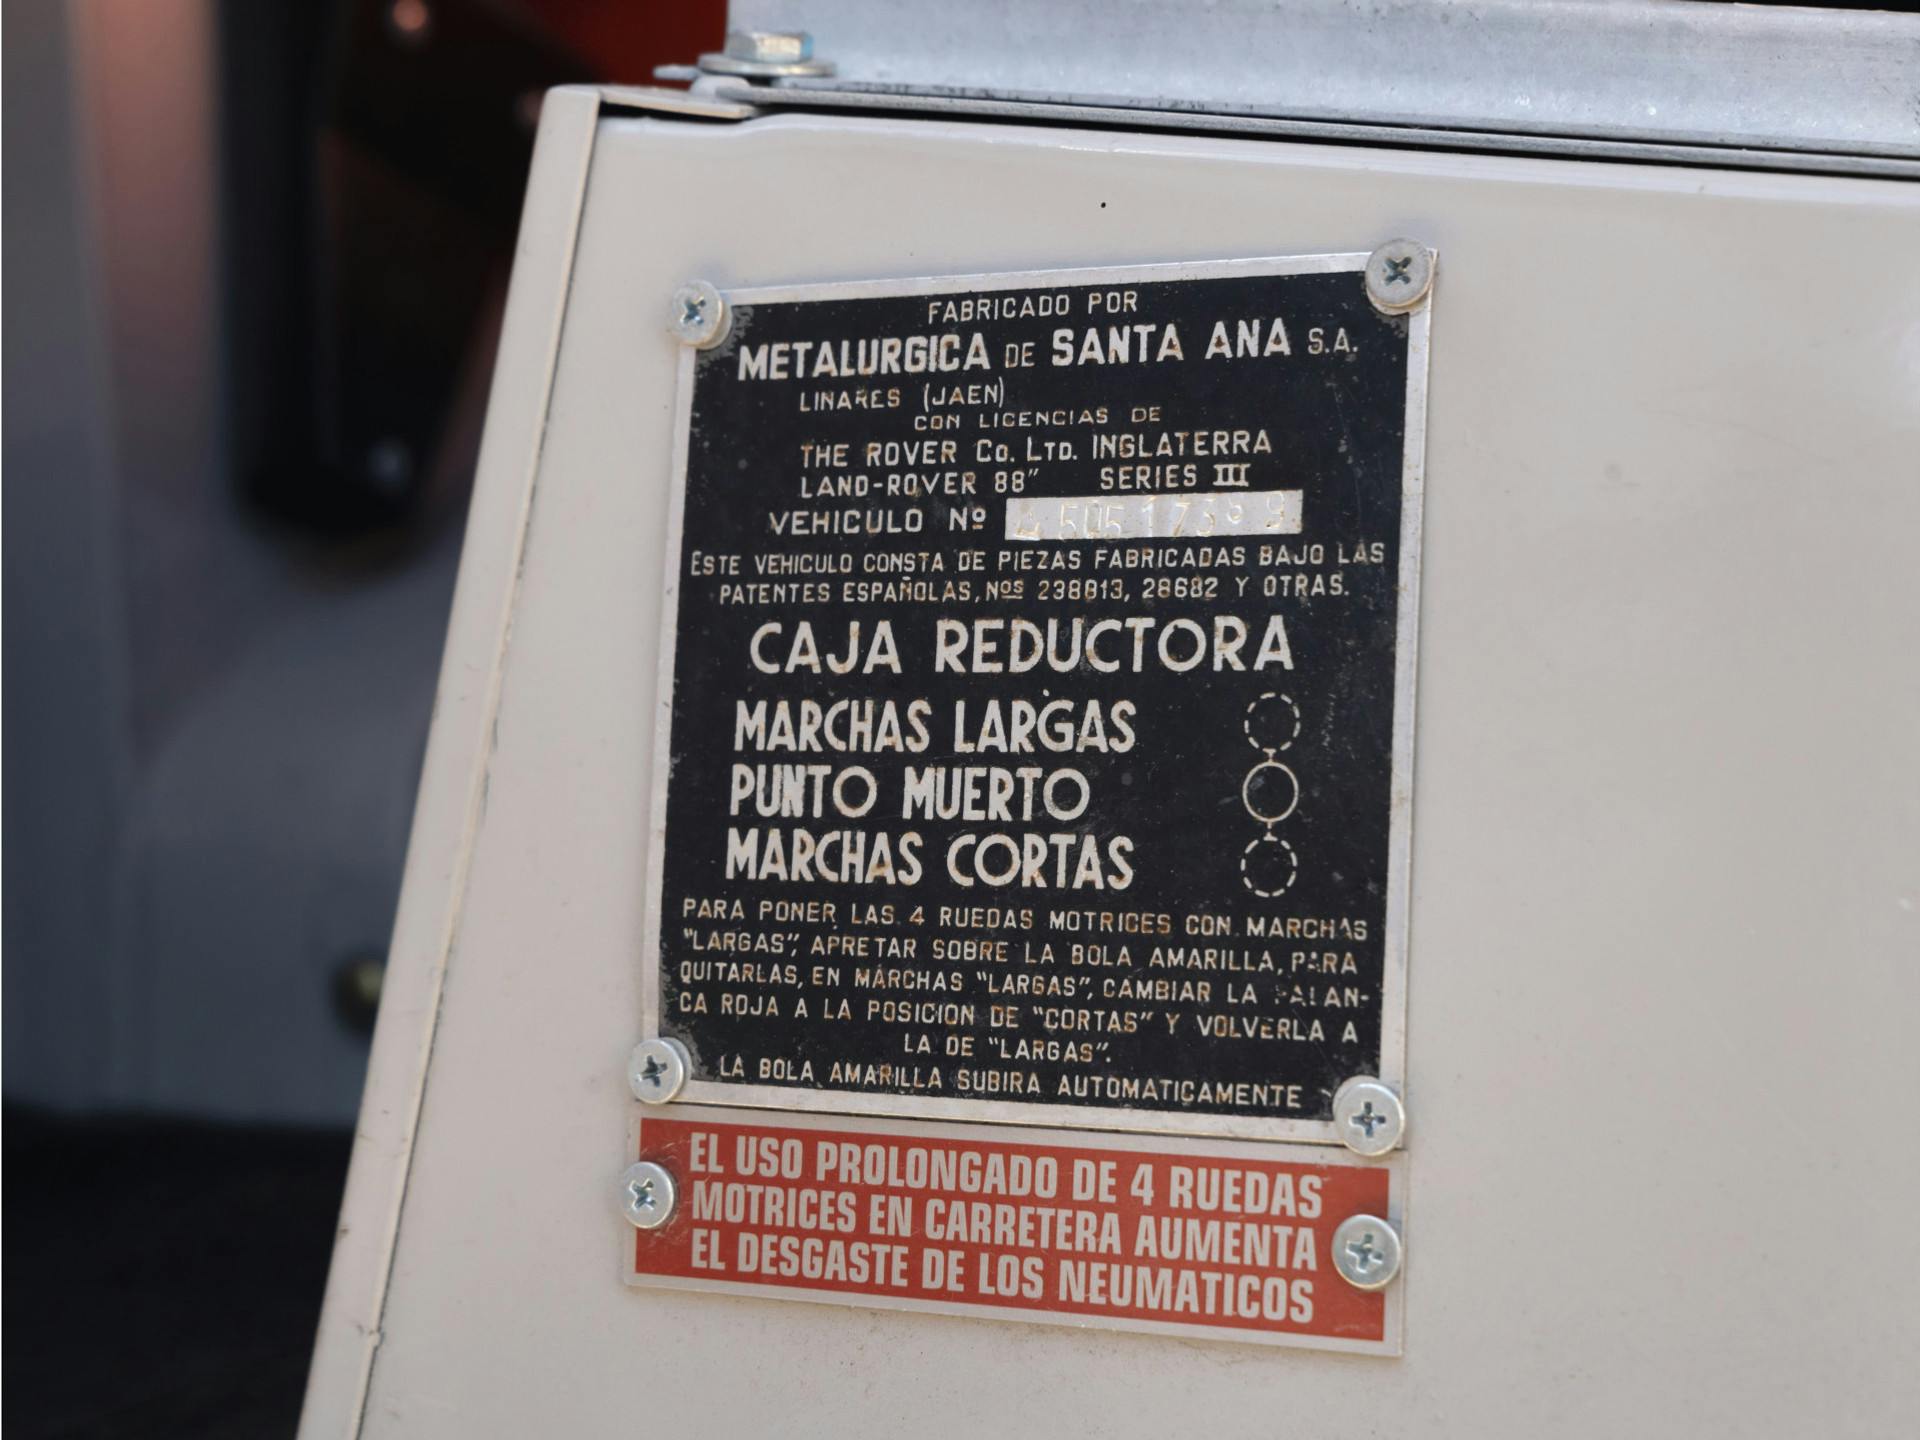 FABRICADO POR
METALURGICA DE SANTA ANA S.A.
LINARES (JAEN)
CON LICENCIAS DE
THE ROVER Co. LTD. INGLATERRA
LAND-ROVER 88" SERIES III
VEHICULO Nº
ESTE VEHICULO CONSTA DE PIEZAS FABRICADAS BAJO LAS
PATENTES ESPAÑOLAS, Nos 238813, 28682 Y OTRAS.
CAJA REDUCTORA
MARCHAS LARGAS
PUNTO MUERTO
MARCHAS CORTAS
PARA PONER LAS 4 RUEDAS MOTRICES CON MARCHAS
"LARGAS", APRETAR SOBRE LA BOLA AMARILLA, PARA
QUITARLAS, EN MARCHAS "LARGAS", CAMBIAR LA PALAN-
CA ROJA A LA POSICION DE "CORTAS" Y VOLVERLA A
LA DE "LARGAS".
LA BOLA AMARILLA SUBIRA AUTOMATICAMENTE
EL USO PROLONGADO DE 4 RUEDAS
MOTRICES EN CARRETERA AUMENTA
EL DESGASTE DE LOS NEUMATICOS